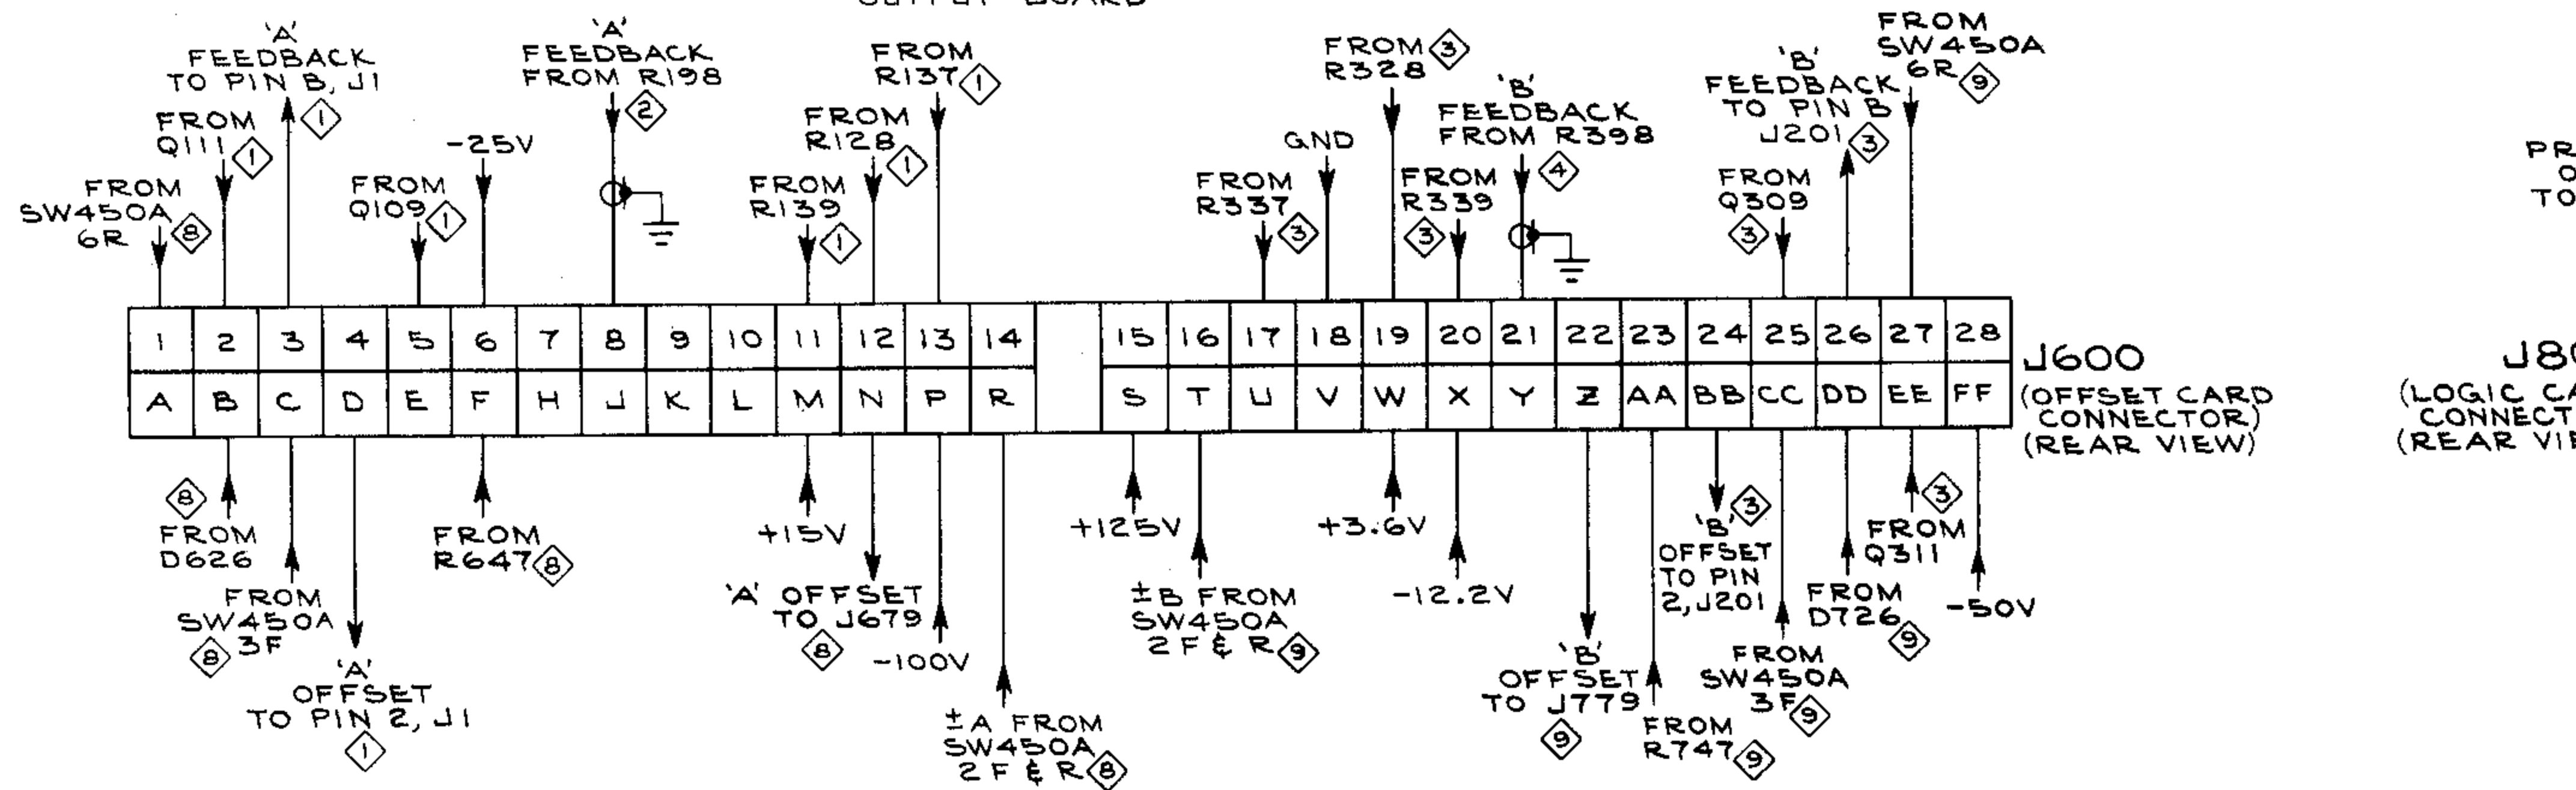 'A'
FEEDBACK
TO PIN B, J1
1
FROM
Q111
1
FROM
SW450A
6R
8
FROM
Q109
1
-25V
'A'
FEEDBACK
FROM R198
2
FROM
R139
1
FROM
R128
1
FROM
R137
1
FROM
R337
3
GND
FROM
R328
3
FROM
R339
3
'B'
FEEDBACK
FROM R398
4
FROM
Q309
3
'B'
FEEDBACK
TO PIN B
J201
3
FROM
SW450A
6R
9
1 2 3 4 5 6 7 8 9 10 11 12 13 14 15 16 17 18 19 20 21 22 23 24 25 26 27 28
A B C D E F H J K L M N P R S T U V W X Y Z AA BB CC DD EE FF
J600
(OFFSET CARD
CONNECTOR)
(REAR VIEW)
8
FROM
D626
FROM
SW450A
3F
8
'A'
OFFSET
TO PIN 2, J1
1
FROM
R647
8
+15V
'A' OFFSET
TO J679
8
-100V
±A FROM
SW450A
2F & R
8
+125V
±B FROM
SW450A
2F & R
9
+3.6V
-12.2V
'B'
OFFSET
TO J779
9
FROM
R747
9
3
'B'
OFFSET
TO PIN
2, J201
FROM
SW450A
3F
9
FROM
D726
9
3
FROM
Q311
-50V